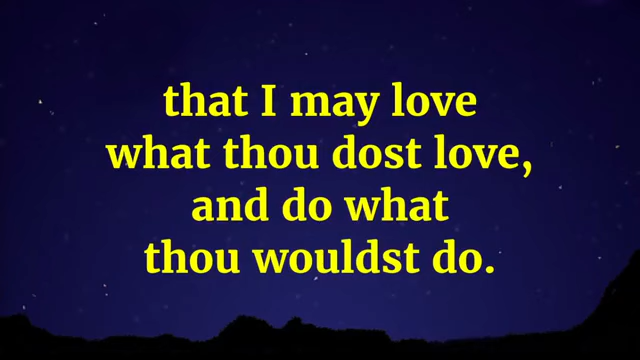 that I may love
what thou dost love,
and do what
thou wouldst do.